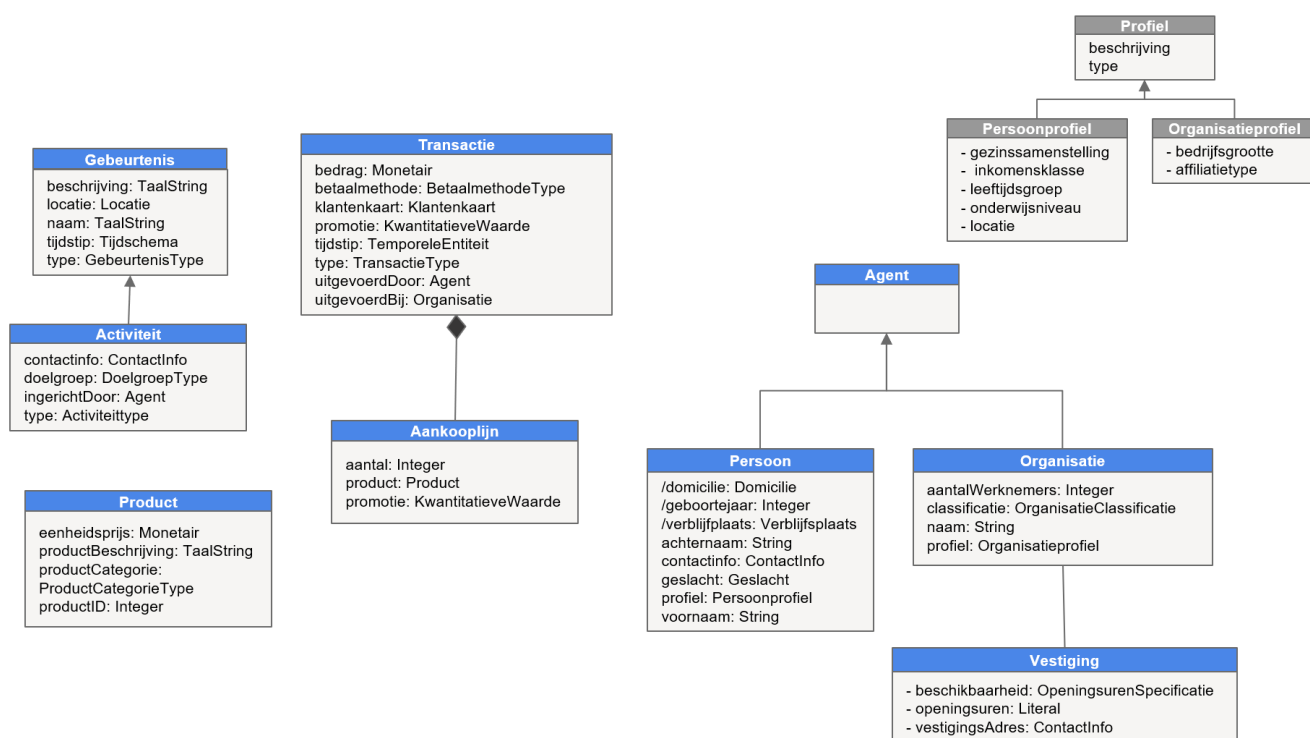 Profiel
beschrijving
type
Persoonprofiel
- gezinssamenstelling
- inkomensklasse
- leeftijdsgroep
- onderwijsniveau
- locatie
Organisatieprofiel
- bedrijfsgrootte
- affiliatietype
Gebeurtenis
beschrijving: TaalString
locatie: Locatie
naam: TaalString
tijdstip: Tijdschema
type: GebeurtenisType
Transactie
bedrag: Monetair
betaalmethode: BetaalmethodeType
klantenkaart: Klantenkaart
promotie: KwantitatieveWaarde
tijdstip: TemporeleEntiteit
type: TransactieType
uitgevoerdDoor: Agent
uitgevoerdBij: Organisatie
Agent
Activiteit
contactinfo: ContactInfo
doelgroep: DoelgroepType
ingerichtDoor: Agent
type: Activiteittype
Aankooplijn
aantal: Integer
product: Product
promotie: KwantitatieveWaarde
Product
eenheidsprijs: Monetair
productBeschrijving: TaalString
productCategorie:
ProductCategorieType
productID: Integer
Persoon
/domicilie: Domicilie
/geboortejaar: Integer
/verblijfplaats: Verblijfsplaats
achternaam: String
contactinfo: ContactInfo
geslacht: Geslacht
profiel: Persoonprofiel
voornaam: String
Organisatie
aantalWerknemers: Integer
classificatie: OrganisatieClassificatie
naam: String
profiel: Organisatieprofiel
Vestiging
- beschikbaarheid: OpeningsurenSpecificatie
- openingsuren: Literal
- vestigingsAdres: ContactInfo